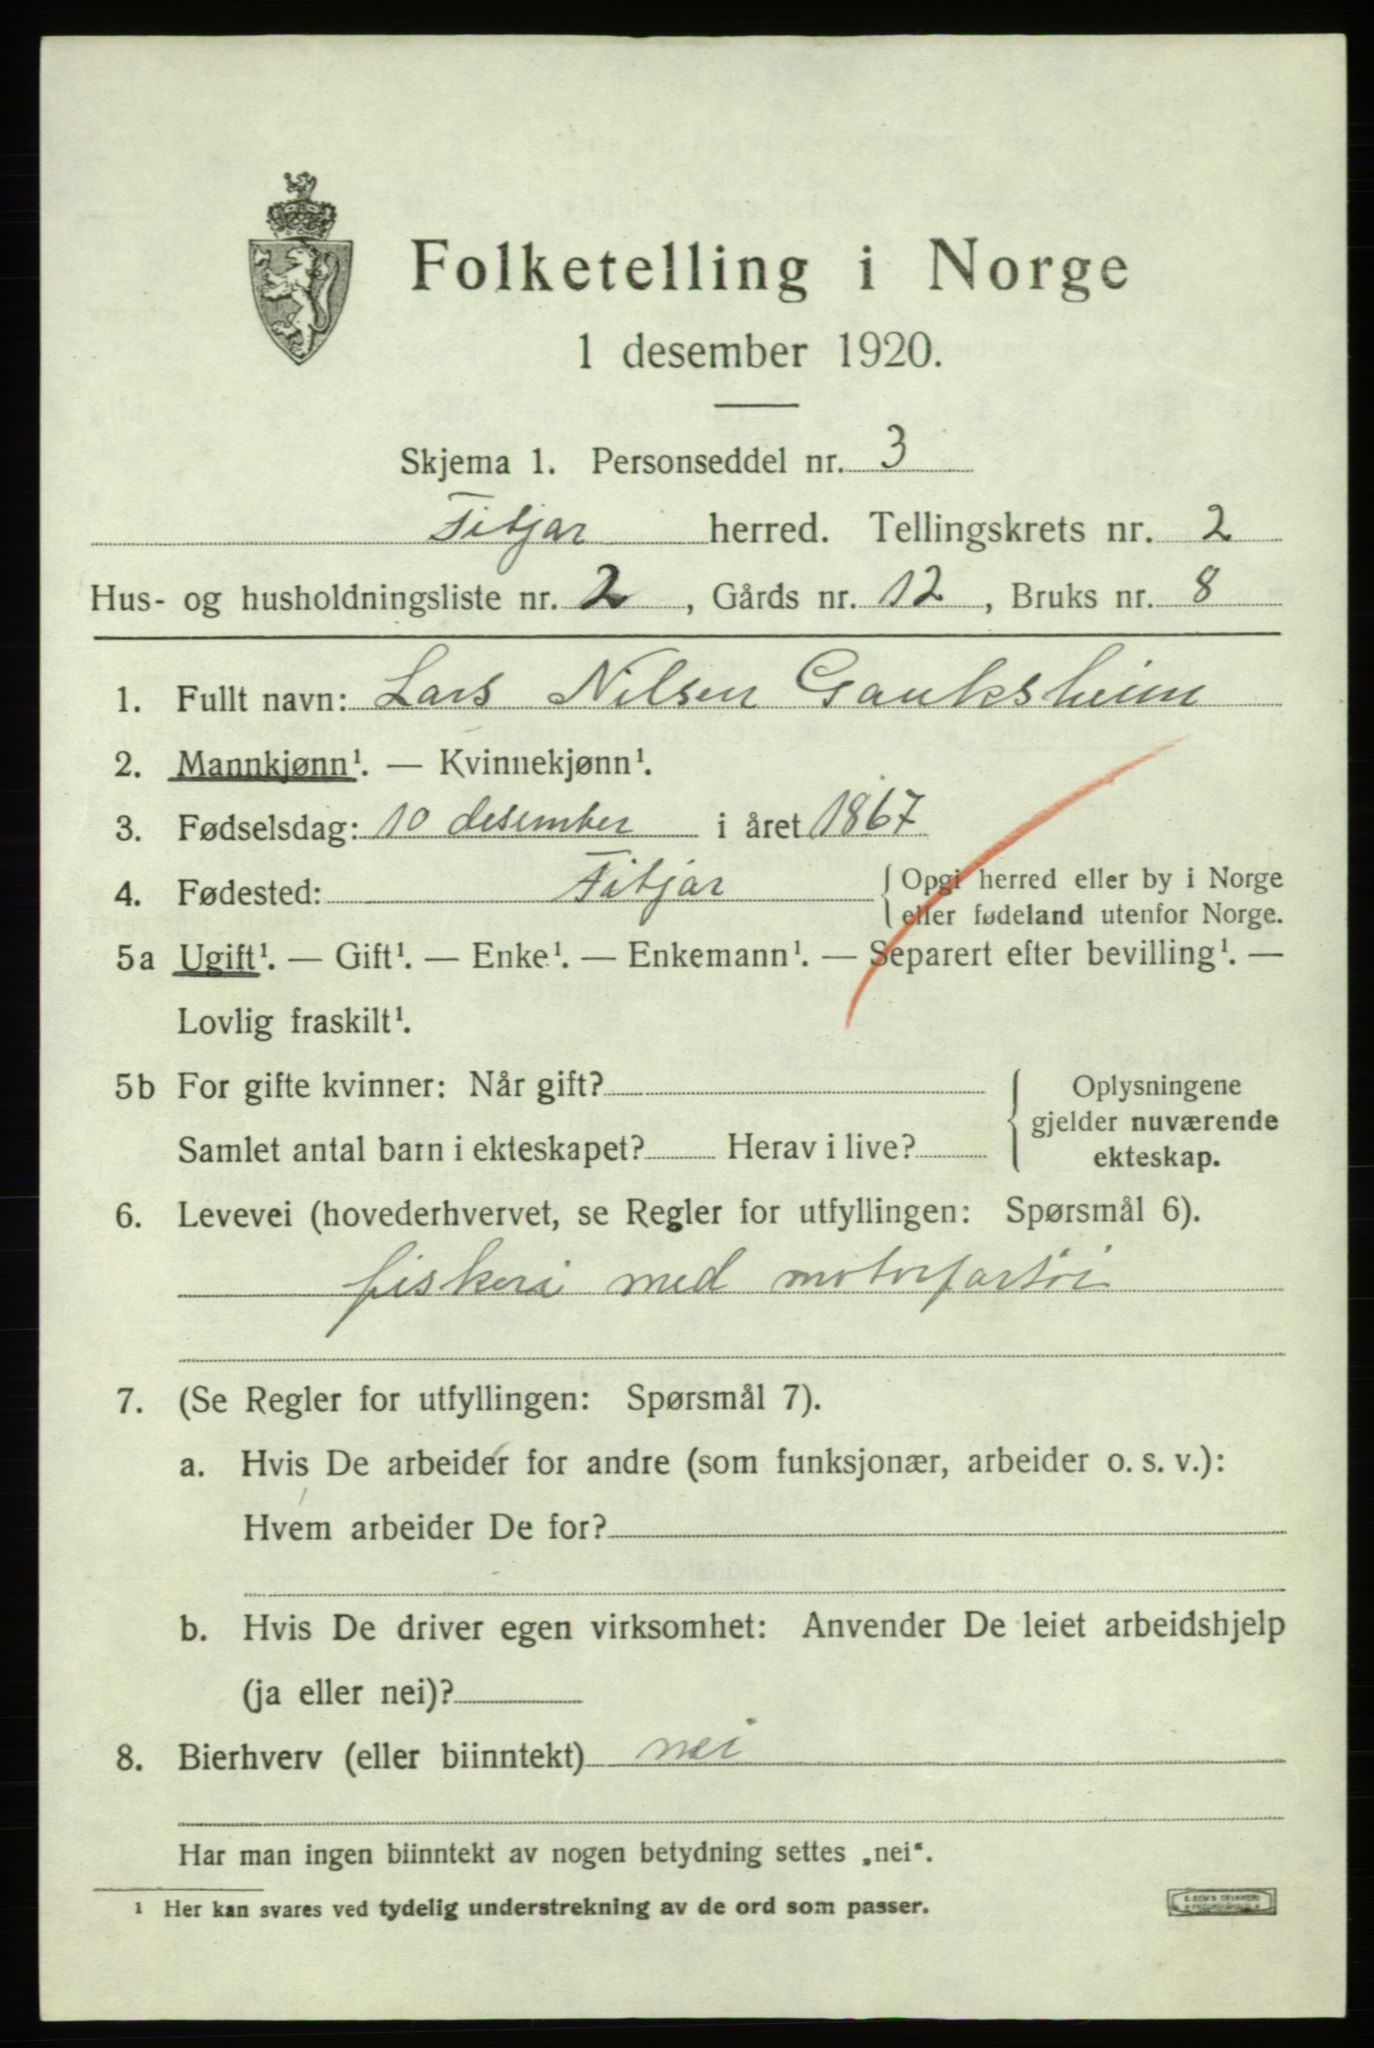 Folketelling i Norge
1 desember 1920.
Skjema 1. Personseddel nr. 3
Fitjar herred. Tellingskrets nr. 2
Hus- og husholdningsliste nr. 2, Gårds nr. 12, Bruks nr. 8
1. Fullt navn: Lars Nilsen Gauksheim
2. Mannkjønn¹. — Kvinnekjønn¹.
3. Fødselsdag: 10 desember i året 1867
4. Fødested: Fitjar { Opgi herred eller by i Norge
eller fødeland utenfor Norge.
5a Ugift¹. — Gift¹. — Enke¹. — Enkemann¹. — Separert efter bevilling¹. —
Lovlig fraskilt¹.
5b For gifte kvinner: Når gift? { Oplysningene
gjelder nuværende
Samlet antal barn i ekteskapet? Herav i live? ekteskap.
6. Levevei (hovederhvervet, se Regler for utfyllingen: Spørsmål 6).
fiskeri med motorfartöi
7. (Se Regler for utfyllingen: Spørsmål 7).
a. Hvis De arbeider for andre (som funksjonær, arbeider o. s. v.):
Hvem arbeider De for?
b. Hvis De driver egen virksomhet: Anvender De leiet arbeidshjelp
(ja eller nei)?
8. Bierhverv (eller biinntekt) nei
Har man ingen biinntekt av nogen betydning settes „nei“.
¹ Her kan svares ved tydelig understrekning av de ord som passer.